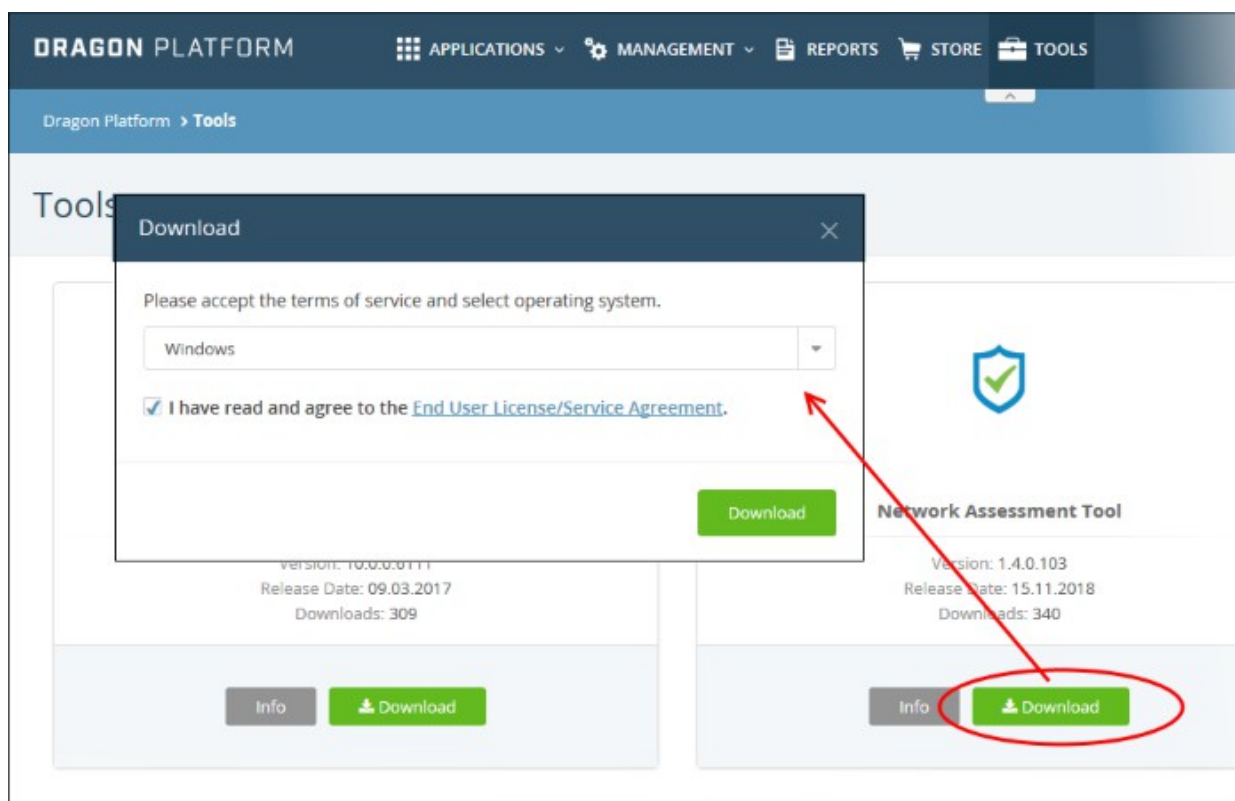 DRAGON PLATFORM APPLICATIONS MANAGEMENT REPORTS STORE TOOLS
Dragon Platform > Tools
Tools
Download
Please accept the terms of service and select operating system.
Windows
I have read and agree to the End User License/Service Agreement.
Download
Network Assessment Tool
Version: 1.4.0.103
Release Date: 09.03.2017
Release Date: 15.11.2018
Downloads: 309
Downloads: 340
Info Download
Info Download